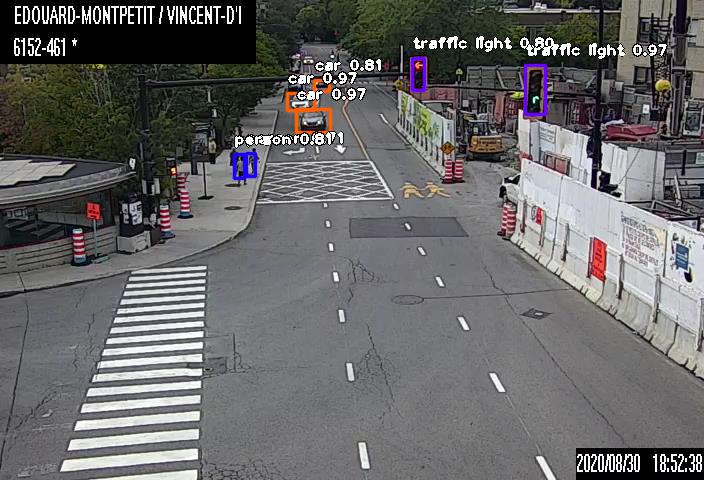 EDOUARD-MONTPETIT / VINCENT-D'I
6152-461 *
traffic light 0.80
traffic light 0.97
car 0.81
car 0.97
car 0.97
person 0.81
2020/08/30 18:52:38